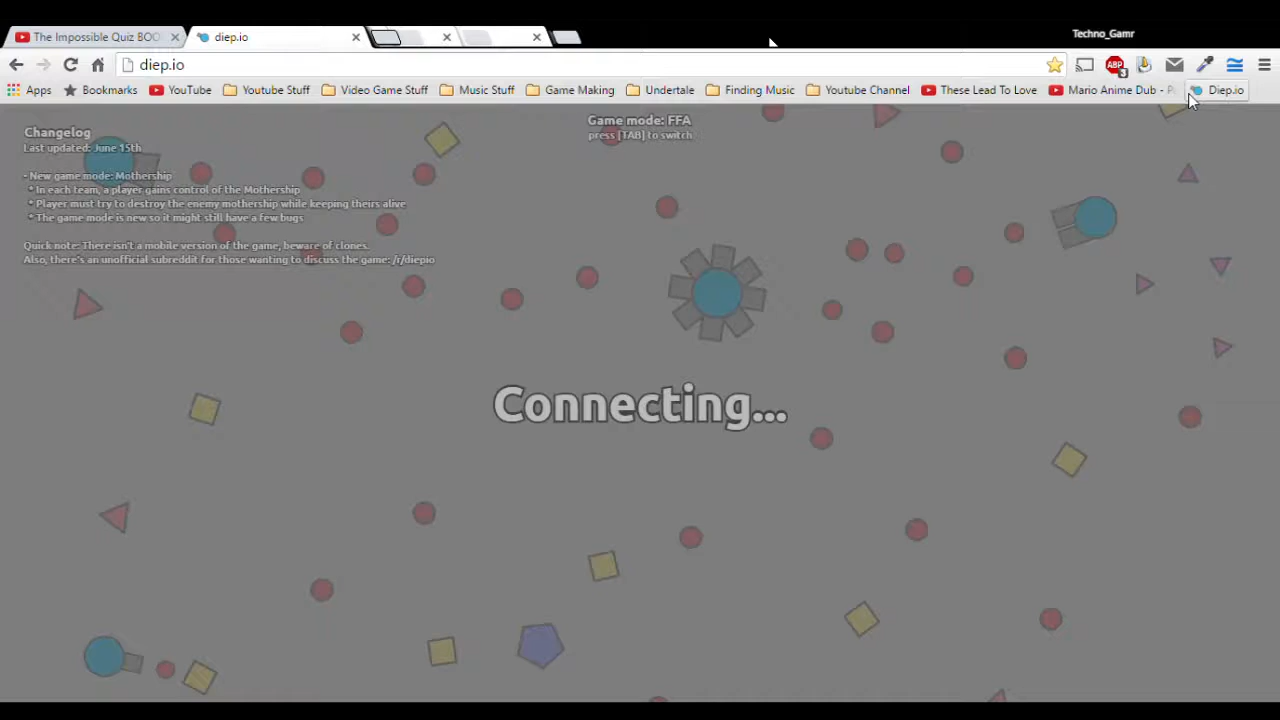 The Impossible Quiz BOO
diep.io
Techno_Gamr
diep.io
ABP
3
Apps
Bookmarks
YouTube
Youtube Stuff
Video Game Stuff
Music Stuff
Game Making
Undertale
Finding Music
Youtube Channel
These Lead To Love
Mario Anime Dub -
Diep.io
Game mode: FFA
press [TAB] to switch
Changelog
Last updated: June 15th
- New game mode: Mothership
* In each team, a player gains control of the Mothership
* Player must try to destroy the enemy mothership while keeping theirs alive
* The game mode is new so it might still have a few bugs
Quick note: There isn't a mobile version of the game, beware of clones.
Also, there's an unofficial subreddit for those wanting to discuss the game: /r/diepio
Connecting...